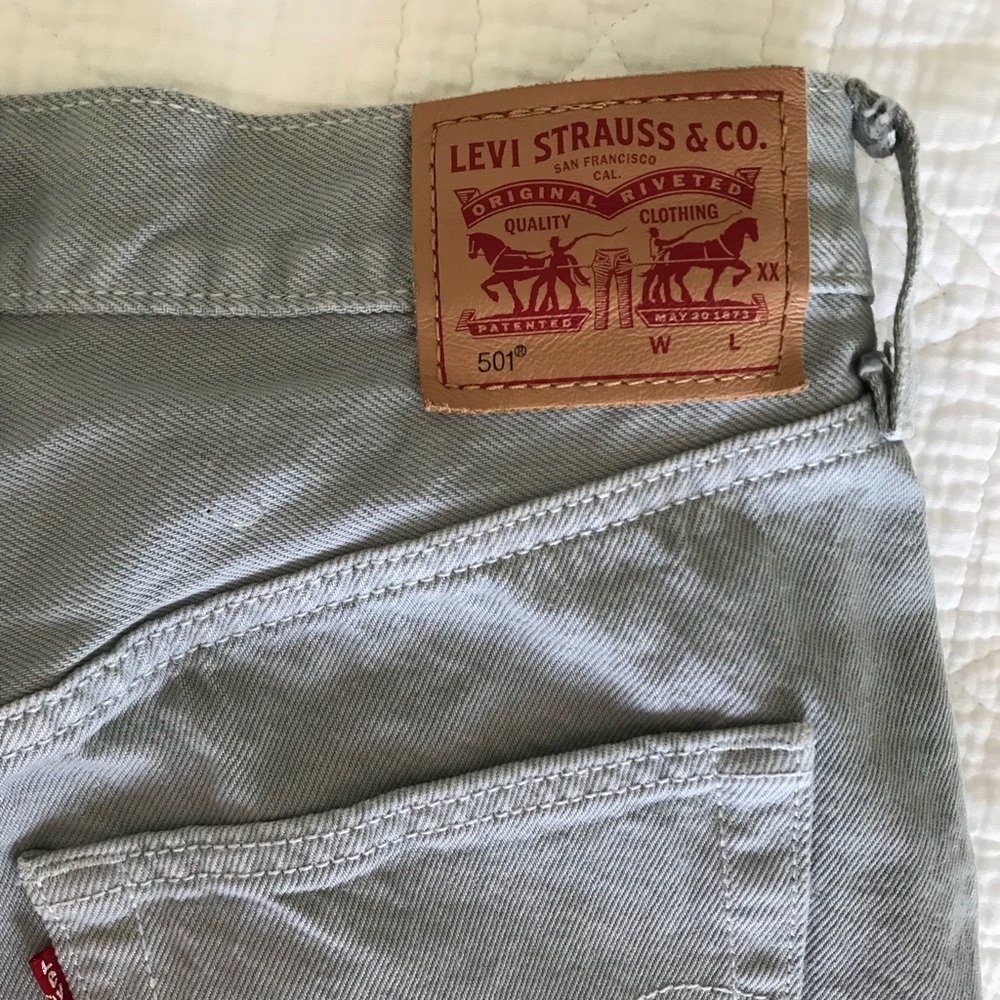 LEVI STRAUSS & CO.
SAN FRANCISCO
CAL.
ORIGINAL RIVETED
QUALITY CLOTHING
XX
PATENTED MAY 20 1873
W L
501®